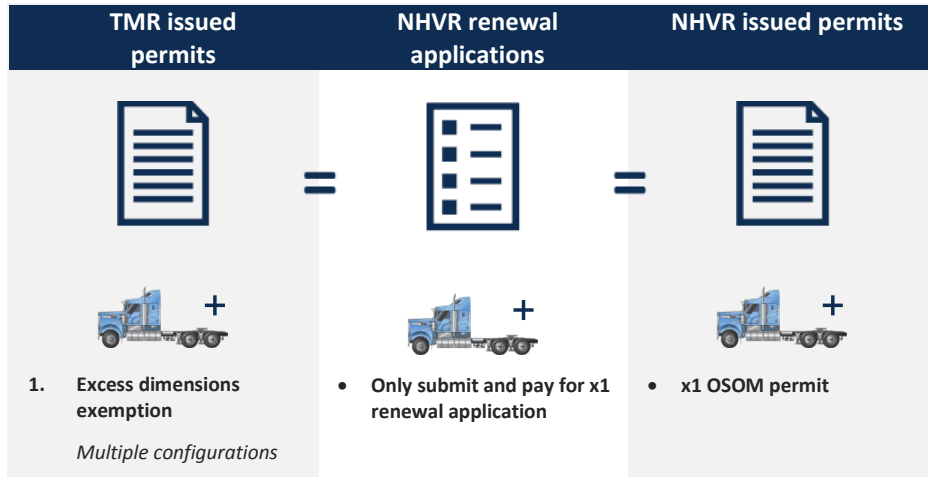 TMR issued
permits
NHVR renewal
applications
NHVR issued permits
=
=
+
+
+
1. Excess dimensions
exemption
Multiple configurations
• Only submit and pay for x1
renewal application
• x1 OSOM permit